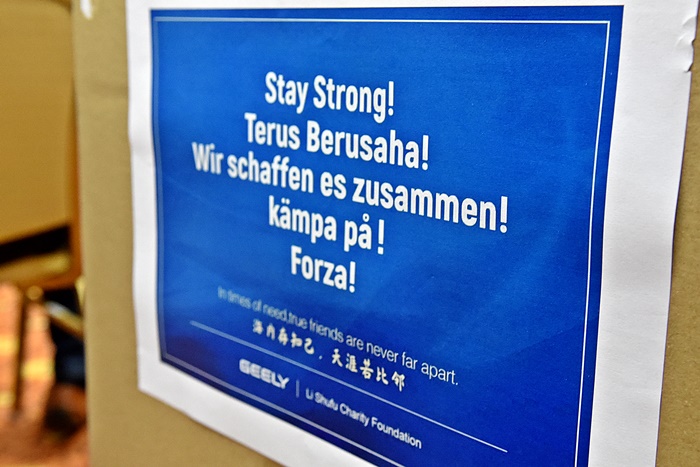 Stay Strong!
Terus Berusaha!
Wir schaffen es zusammen!
kämpa på!
Forza!
In times of need,true friends are never far apart.
海内存知己，天涯若比邻
GEELY | Li Shufu Charity Foundation